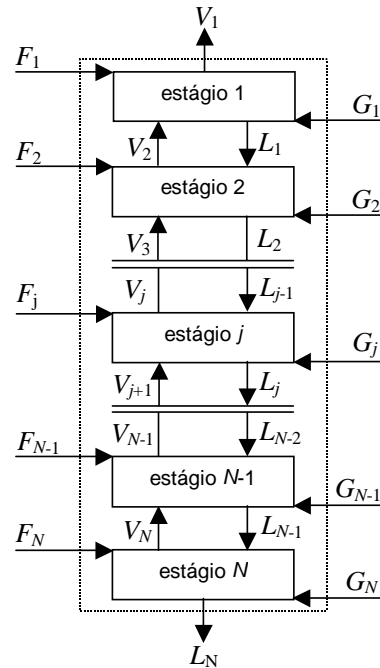 V1
F1
estágio 1
G1
V2 L1
F2
estágio 2
G2
V3 L2
Vj Lj-1
Fj
estágio j
Gj
Vj+1 Lj
VN-1 LN-2
FN-1
estágio N-1
GN-1
VN LN-1
FN
estágio N
GN
LN